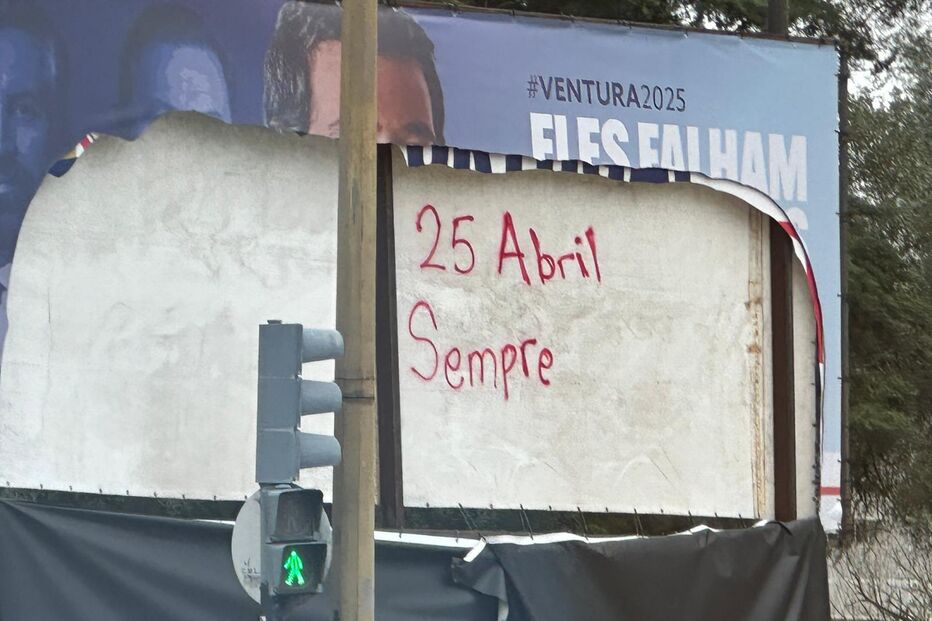 #VENTURA2025
ELES FALHAM
25 Abril
Sempre